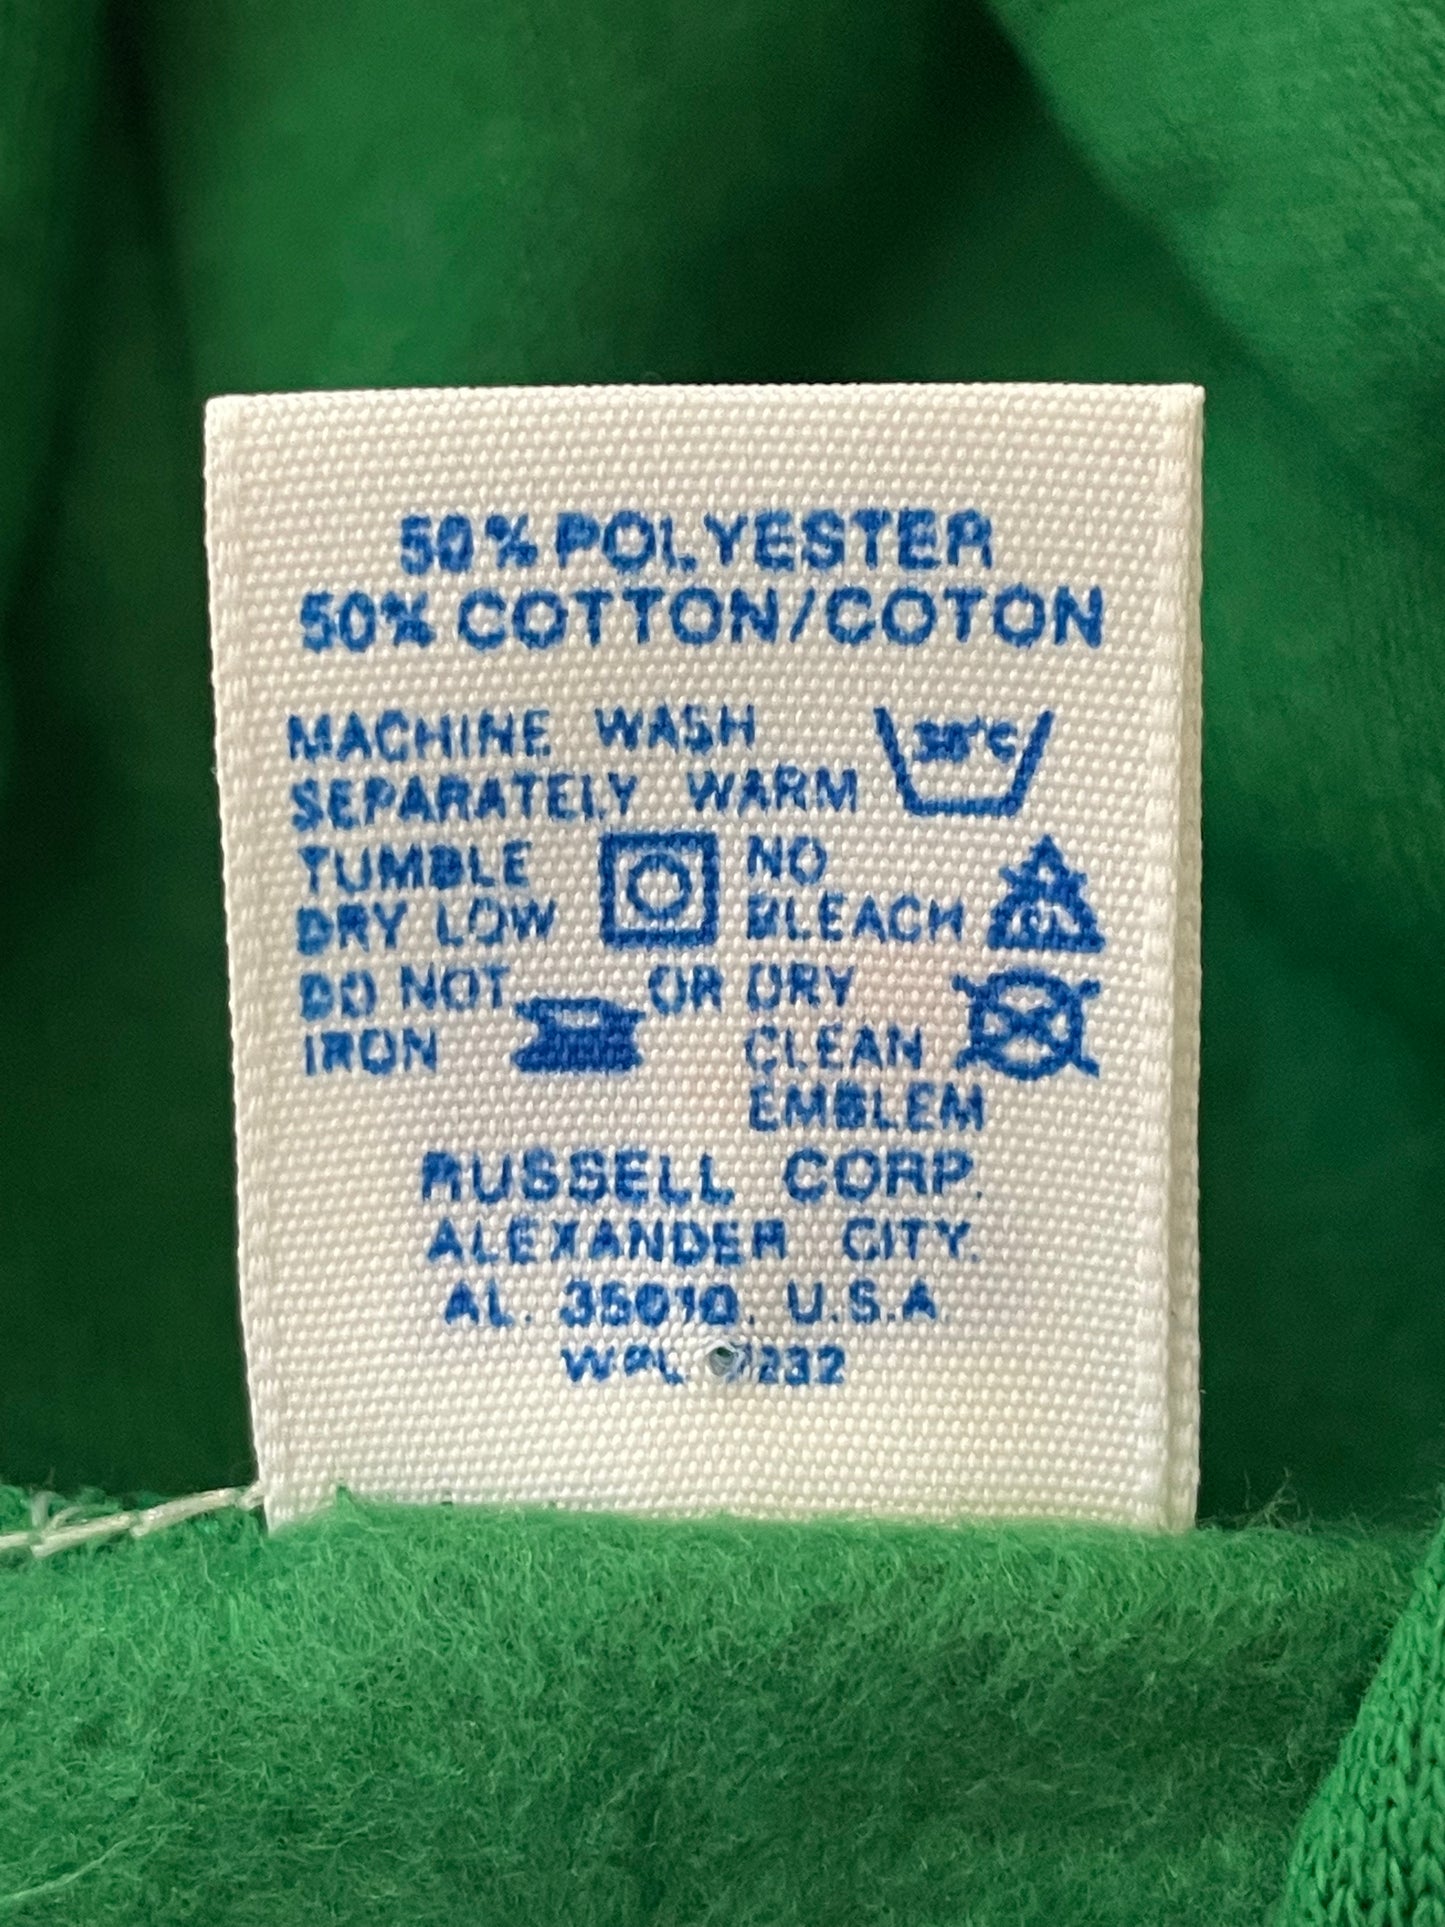 50% POLYESTER
50% COTTON/COTON
MACHINE WASH
SEPARATELY WARM
TUMBLE
DRY LOW
NO
BLEACH
DO NOT
IRON
OR DRY
CLEAN
EMBLEM
RUSSELL CORP.
ALEXANDER CITY.
AL. 35010. U.S.A
WPL